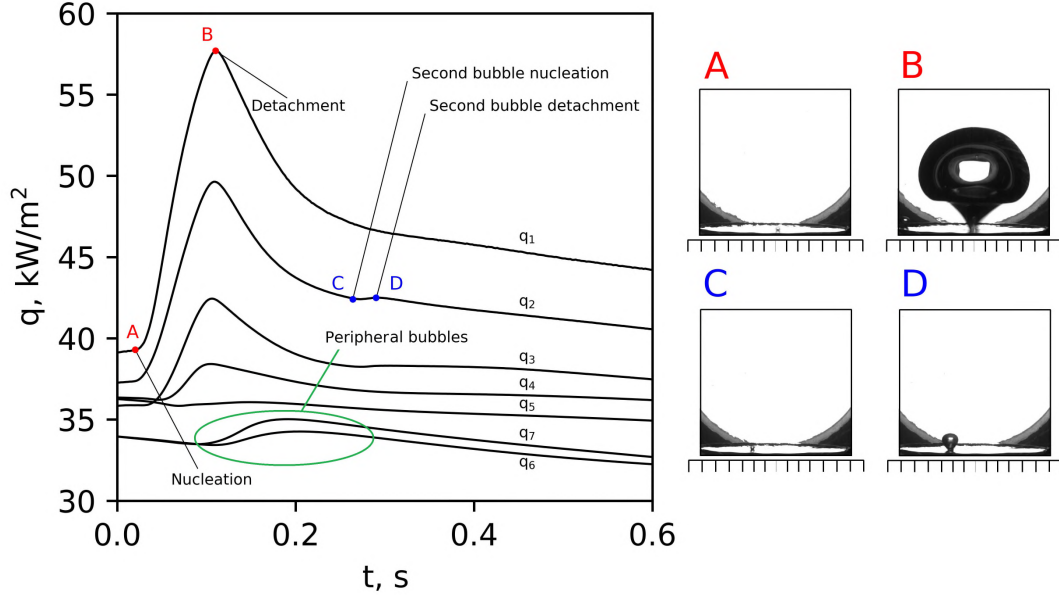 60
55
50
45
40
35
30
q, kW/m²
0.0
0.2
0.4
0.6
t, s
B
Detachment
Second bubble nucleation
Second bubble detachment
A
Nucleation
C
D
Peripheral bubbles
q₁
q₂
q₃
q₄
q₅
q₇
q₆
A
B
C
D